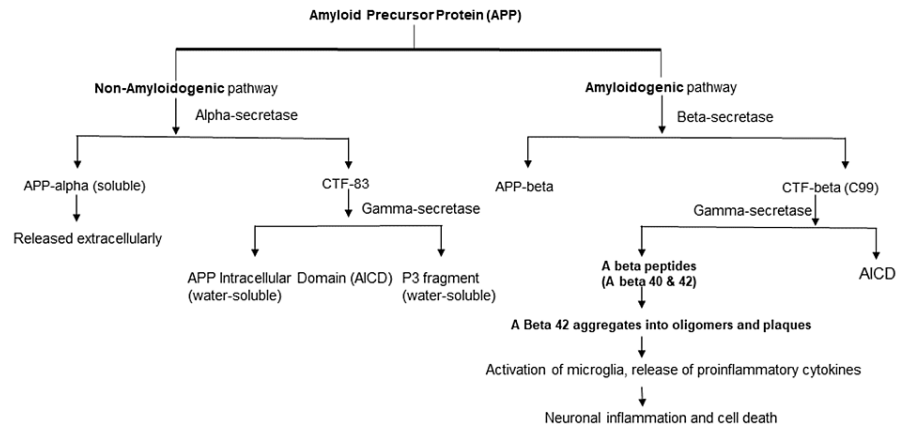 Amyloid Precursor Protein (APP)
Non-Amyloidogenic pathway
Amyloidogenic pathway
Alpha-secretase
Beta-secretase
APP-alpha (soluble)
CTF-83
APP-beta
CTF-beta (C99)
Gamma-secretase
Gamma-secretase
Released extracellularly
APP Intracellular Domain (AICD)
(water-soluble)
P3 fragment
(water-soluble)
A beta peptides
(A beta 40 & 42)
AICD
A Beta 42 aggregates into oligomers and plaques
Activation of microglia, release of proinflammatory cytokines
Neuronal inflammation and cell death